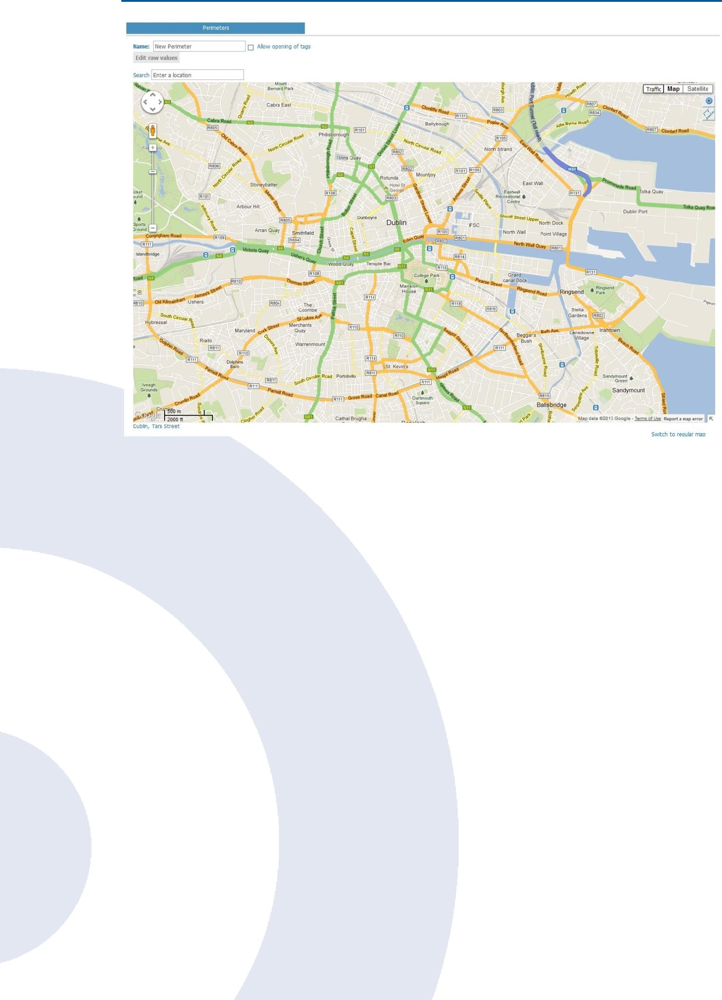 Perimeters
Name: New Perimeter Allow opening of tags
Edit raw values
Search Enter a location
Traffic Map Satellite
Mount
Bernard Park
Quarry Road
Cabra East
Cabra Road
N3
N3
N3
R805
Old Cabra Road
North Circular Road
Phibsborough
R101
Phibsborough Road
Inns Quay
Dorset Street Lower
Clonliffe Road
R131
R803
Ballybough
Poplar Row
R105
North Circular Road
R802
North Strand
East Wall Road
Howth Road
R807
R834
Clontarf Road
Alfie Byrne Road
R807
Clontarf Road
Port Tunnel (Toll road)
R806
North Circular Road
Stoneybatter
Manor Street
N2
N1
Rotunda
R802
Mountjoy
Hotel St
George
R803
R101
R105
Amiens Street
Gardiner Street Lower
Seville Place
East Wall
Eastwall
Recreational
Centre
M50
Promenade Road
Tolka Quay
R131
Dublin Port
R101
Infirmary Road
Arbour Hill
R108
Bolton Street
Dunboyne
Dublin
Sheriff Street Upper
North Dock
Sports
Ground
R805
Arran Quay
Smithfield
R804
Church Street
Greek St
Capel Street
IFSC
North Wall
Point Village
R105
R802
R801
Eden Quay
North Wall Quay
R801
Conyngham Road
R109
R111
Islandbridge
N4
Victoria Quay
N4
Usher's Quay
N4
N1
N1
Wood Quay
Temple Bar
N11
R814
R118
Road
N4
R810
Thomas Street
R108
N81
College Park
Mansion
House
N11
Grand
canal Dock
Pearse Street
Ringsend Road
Ringsend
Ringsend
Park
R131
R810
Old Kilmainham
James's Street
Ushers
R804
The
Coombe
Patrick Street
R114
R118
R815
Stella
Gardens
R802
Hybreasal
South Circular Road
Maryland
Cork Street
St Lukes Ave
Merchants
Quay
R110
R110
Baggot Street Lower
Northumberland Road
Beggar's
Bush
Bath Ave.
Lansdowne
Village
Irishtown
Dolphin Road
Rialto
R811
R110
Donore Ave.
Warrenmount
R111
Shelbourne Road
Tritonville Road
Beach Road
R111
Dolphins
Barn
Parnell Road
R114
St. Kevin's
R811
N11
Mespil Road
R811
South Circular Road
Portobello
R111
Sandymount
Green
Iveagh
Grounds
R111
Parnell Road
R111
Grove Road
Canal Road
Dartmouth
Square
R815
Sandymount
Serpentine Ave.
Crumlin Road
Crumlin
Clogher Road
N81
Cathal Brugha
N11
Ballsbridge
Google
500 m
2000 ft
Map data ©2013 Google - Terms of Use Report a map error
Dublin, Tara Street
Switch to regular map